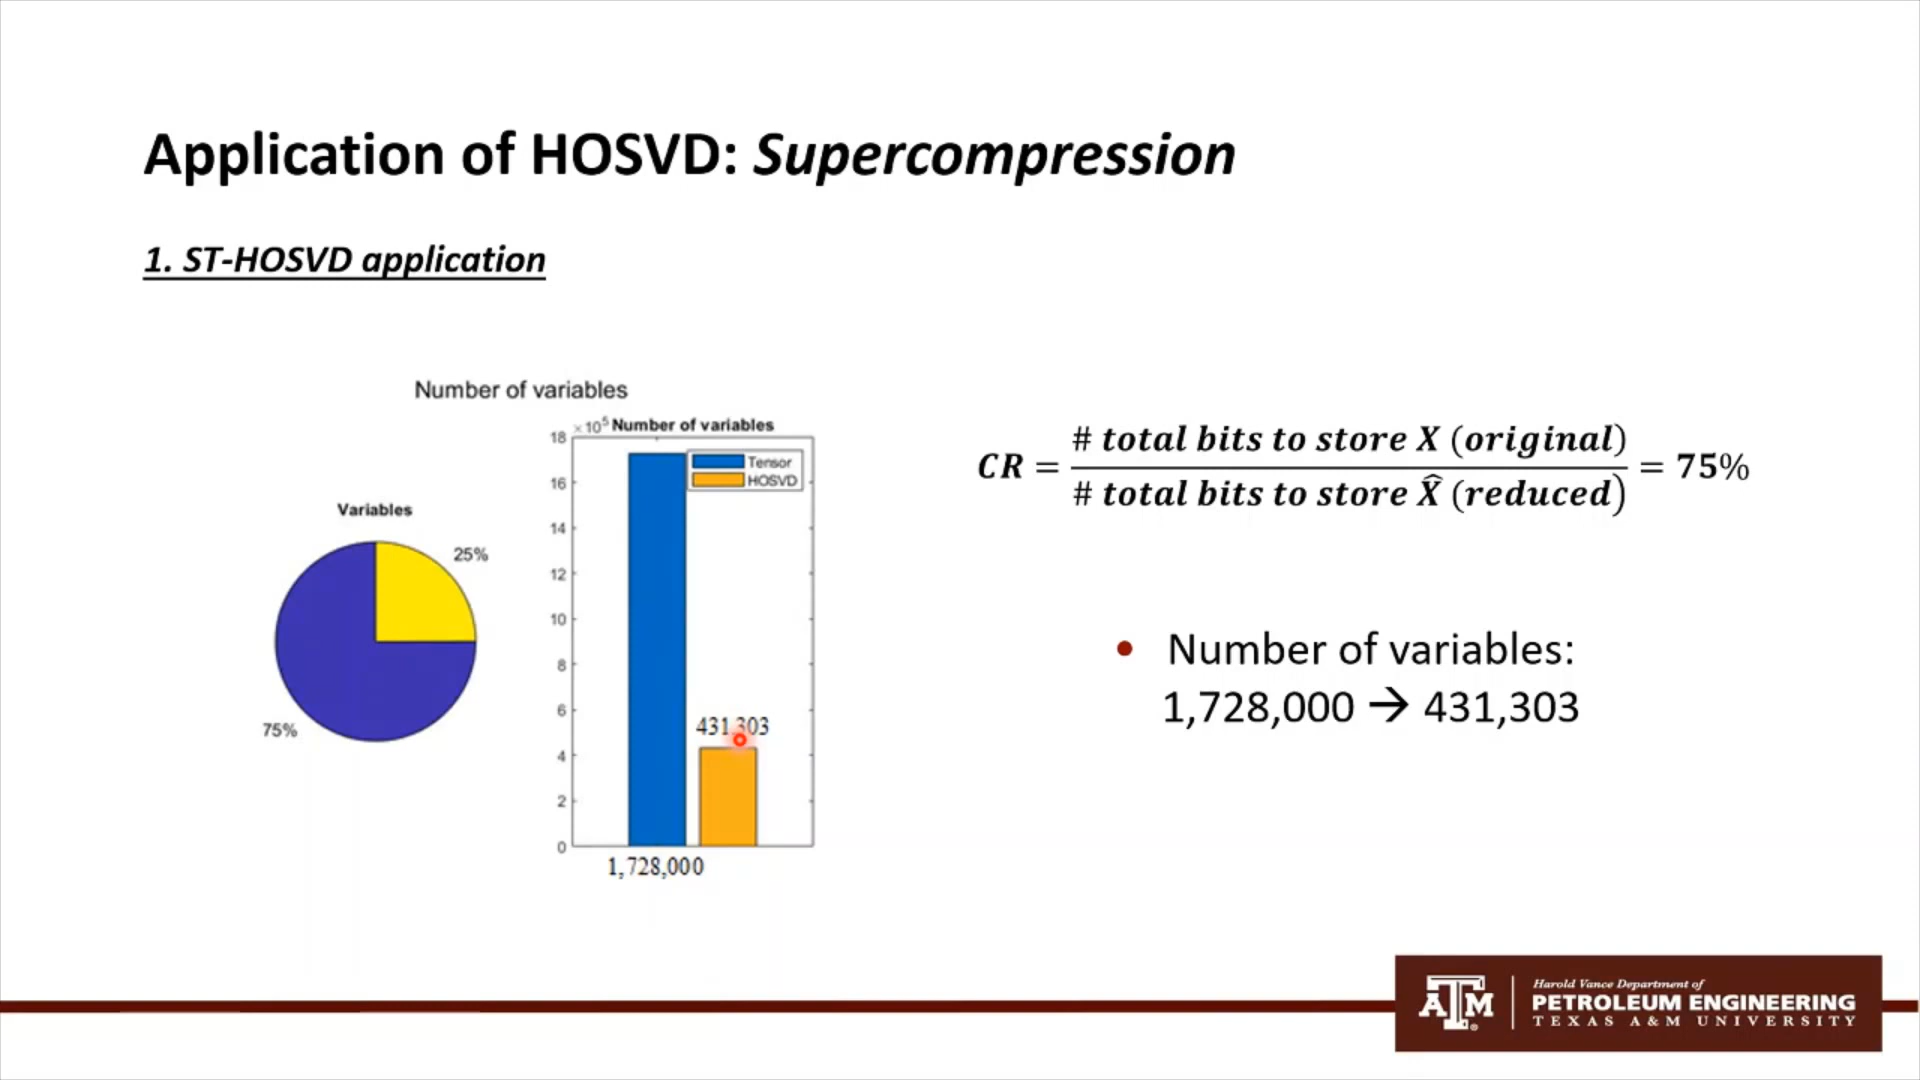 Application of HOSVD: Supercompression
1. ST-HOSVD application
Number of variables
Variables
25%
75%
×10⁵ Number of variables
18
16
14
12
10
8
6
4
2
0
Tensor
HOSVD
431,303
1,728,000
CR = # total bits to store X (original) / # total bits to store X̂ (reduced) = 75%
• Number of variables:
1,728,000 → 431,303
ATM
Harold Vance Department of
PETROLEUM ENGINEERING
TEXAS A&M UNIVERSITY